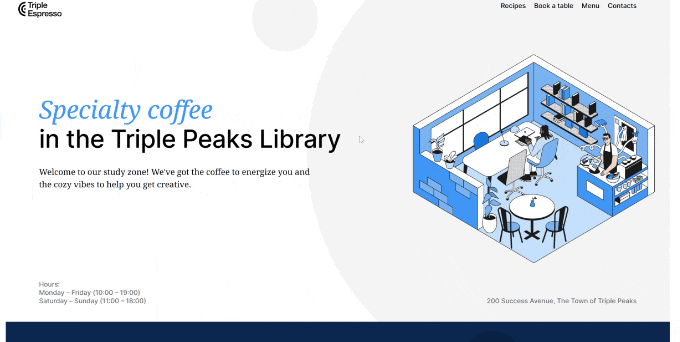 Triple
Espresso
Recipes Book a table Menu Contacts
Specialty coffee
in the Triple Peaks Library
Welcome to our study zone! We've got the coffee to energize you and
the cozy vibes to help you get creative.
Hours:
Monday – Friday (10:00 – 19:00)
Saturday – Sunday (11:00 – 18:00)
200 Success Avenue, The Town of Triple Peaks